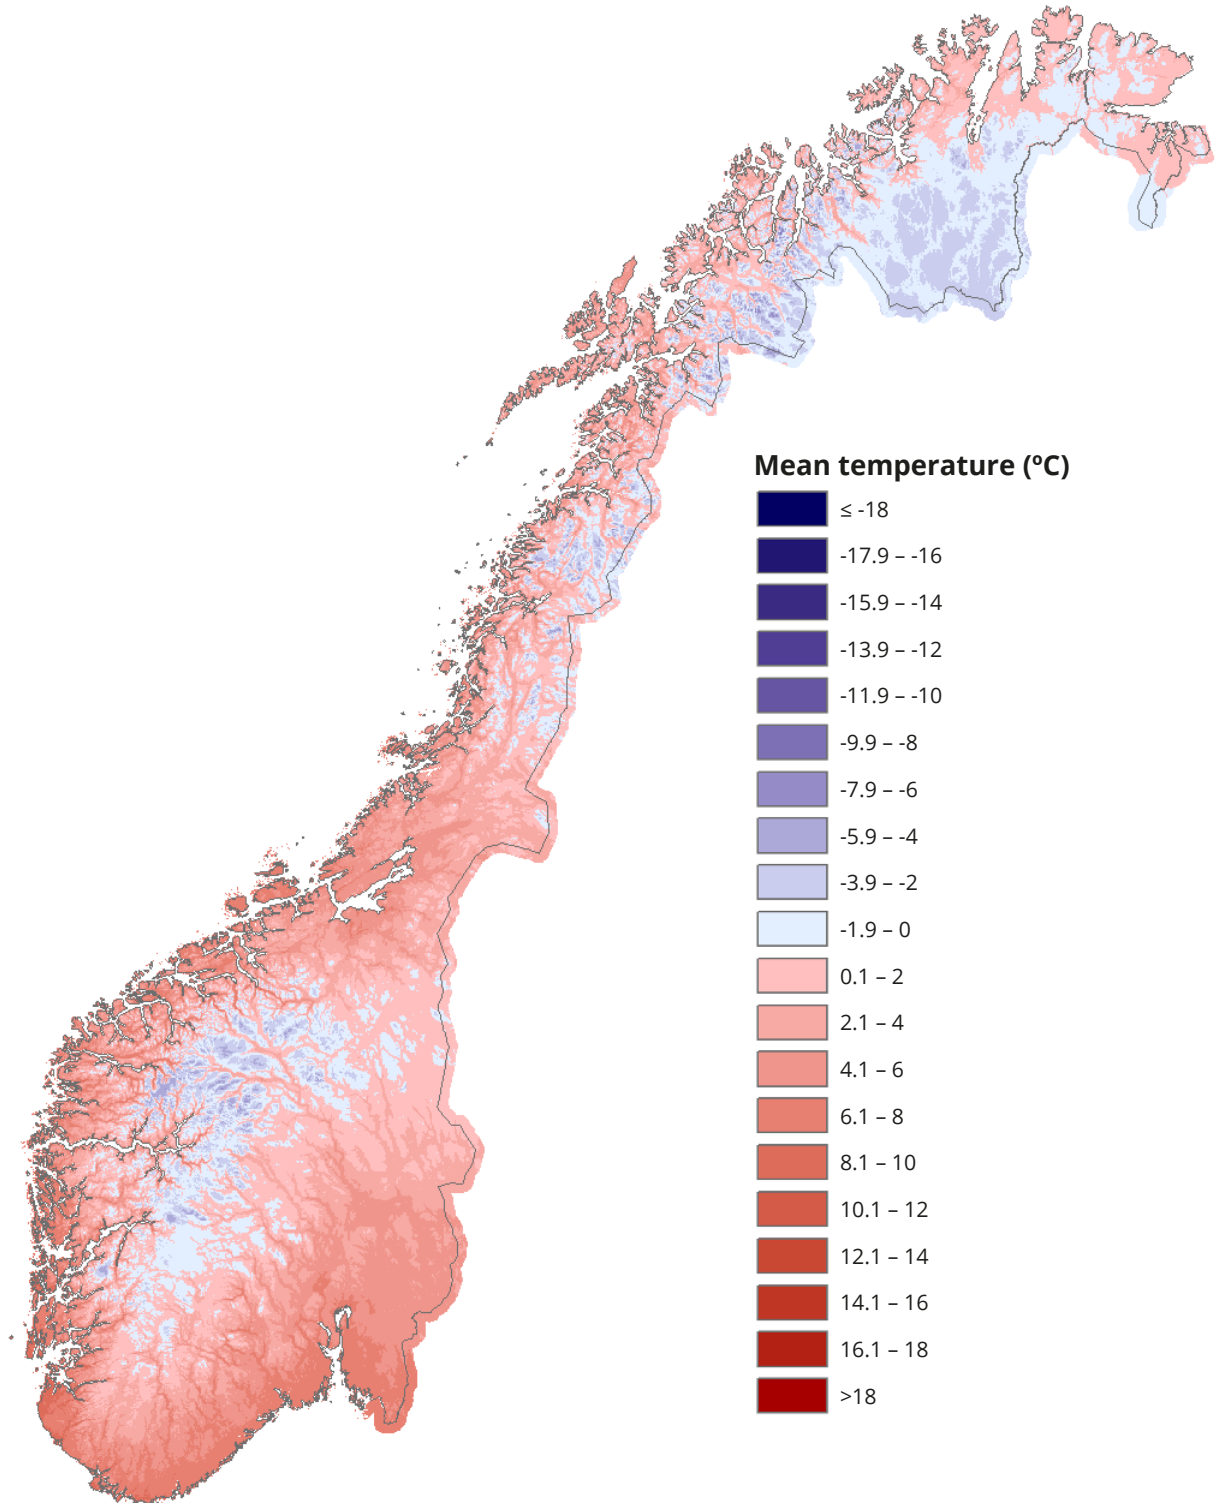 Mean temperature (ºC)
≤ -18
-17.9 – -16
-15.9 – -14
-13.9 – -12
-11.9 – -10
-9.9 – -8
-7.9 – -6
-5.9 – -4
-3.9 – -2
-1.9 – 0
0.1 – 2
2.1 – 4
4.1 – 6
6.1 – 8
8.1 – 10
10.1 – 12
12.1 – 14
14.1 – 16
16.1 – 18
>18